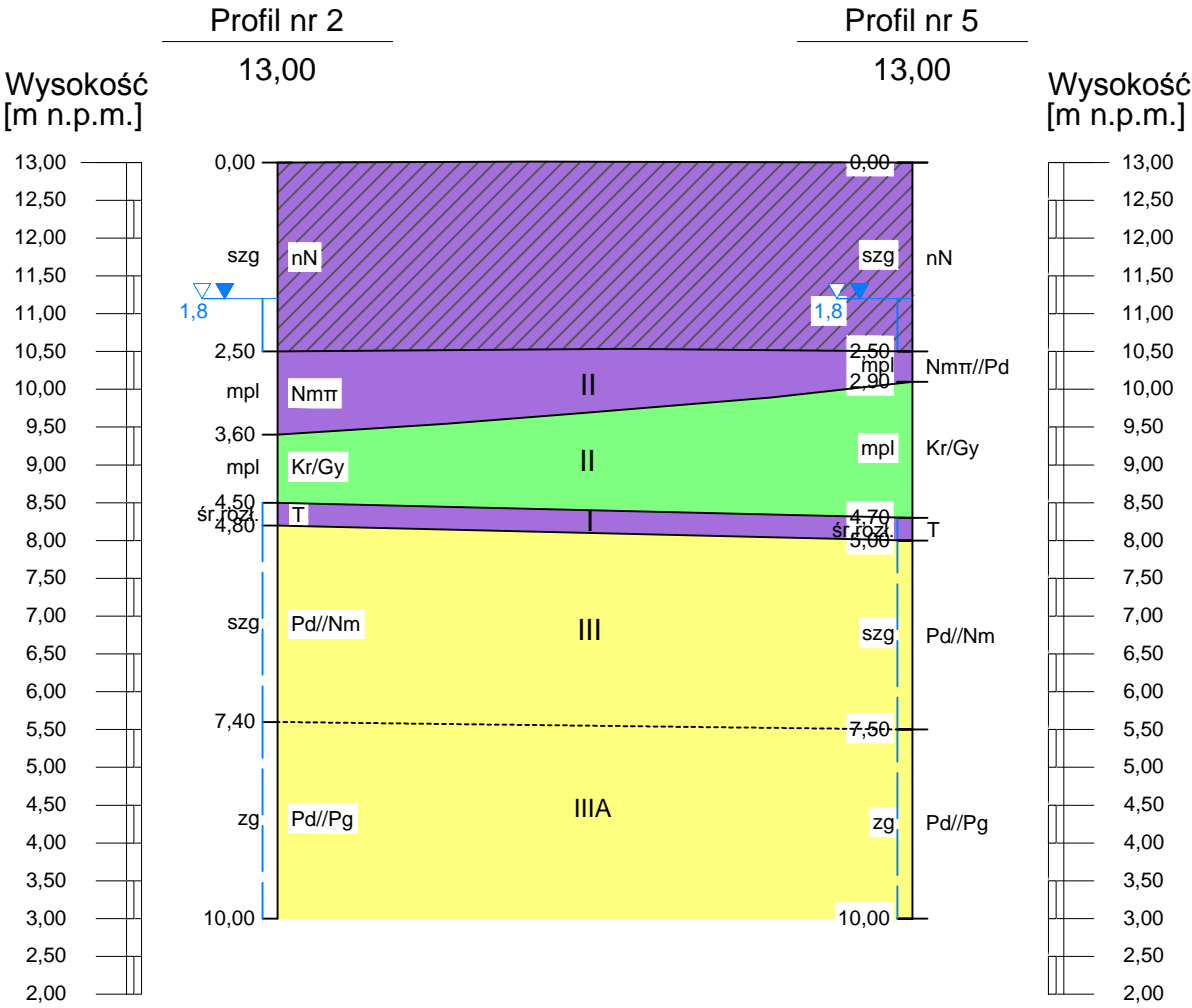 Profil nr 2
13,00
Profil nr 5
13,00
Wysokość
[m n.p.m.]
Wysokość
[m n.p.m.]
13,00
12,50
12,00
11,50
11,00
10,50
10,00
9,50
9,00
8,50
8,00
7,50
7,00
6,50
6,00
5,50
5,00
4,50
4,00
3,50
3,00
2,50
2,00
0,00
szg nN
1,8
2,50
mpl Nmπ
3,60
mpl Kr/Gy
4,50
śr.rozł. T
4,80
szg Pd//Nm
7,40
zg Pd//Pg
10,00
II
II
I
III
IIIA
0,00
szg nN
1,8
2,50
mpl Nmπ//Pd
2,90
mpl Kr/Gy
4,70
śr.rozł. T
5,00
szg Pd//Nm
7,50
zg Pd//Pg
10,00
13,00
12,50
12,00
11,50
11,00
10,50
10,00
9,50
9,00
8,50
8,00
7,50
7,00
6,50
6,00
5,50
5,00
4,50
4,00
3,50
3,00
2,50
2,00